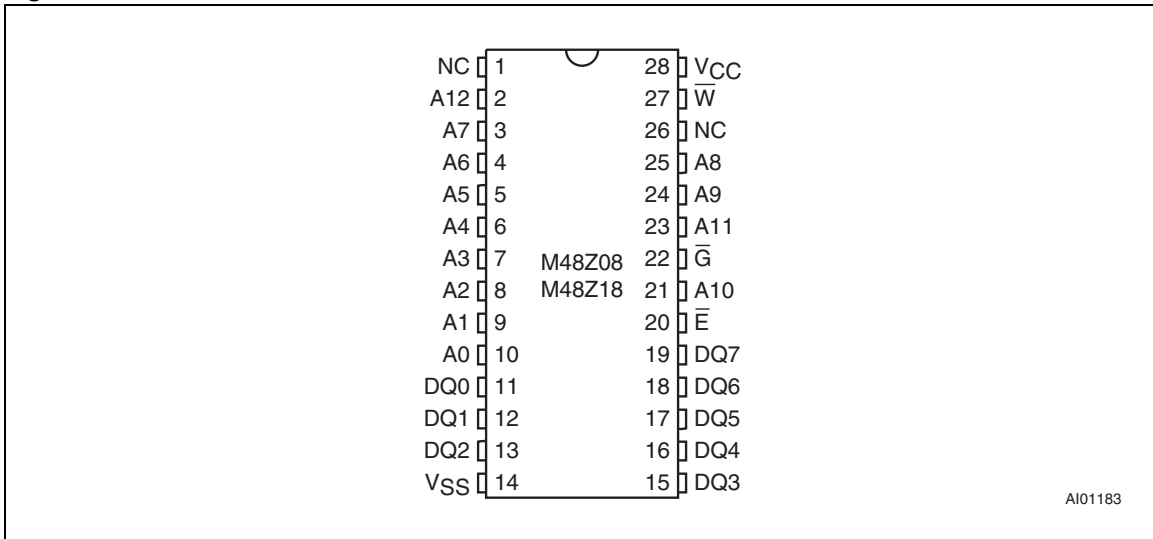 NC 1 28 VCC
A12 2 27 W̅
A7 3 26 NC
A6 4 25 A8
A5 5 24 A9
A4 6 23 A11
A3 7 M48Z08 22 G̅
A2 8 M48Z18 21 A10
A1 9 20 E̅
A0 10 19 DQ7
DQ0 11 18 DQ6
DQ1 12 17 DQ5
DQ2 13 16 DQ4
VSS 14 15 DQ3
AI01183